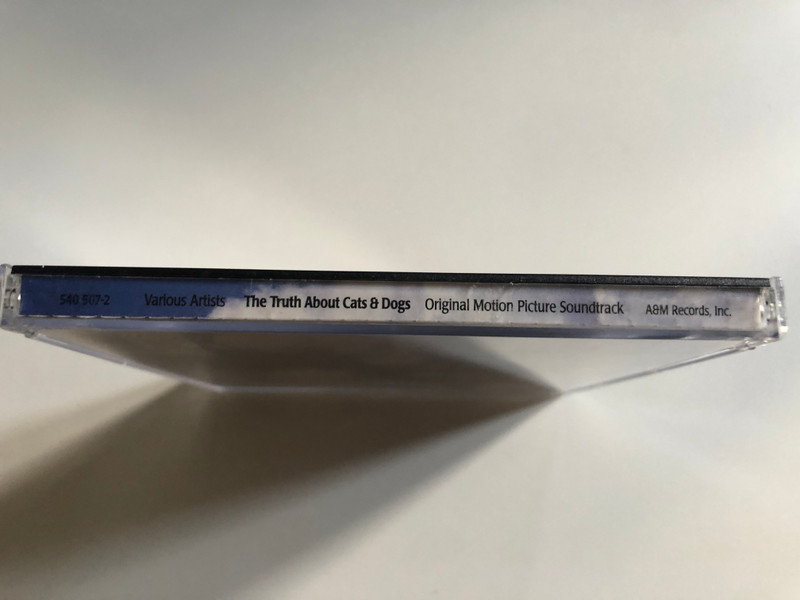 540 507-2 Various Artists The Truth About Cats & Dogs Original Motion Picture Soundtrack A&M Records, Inc.